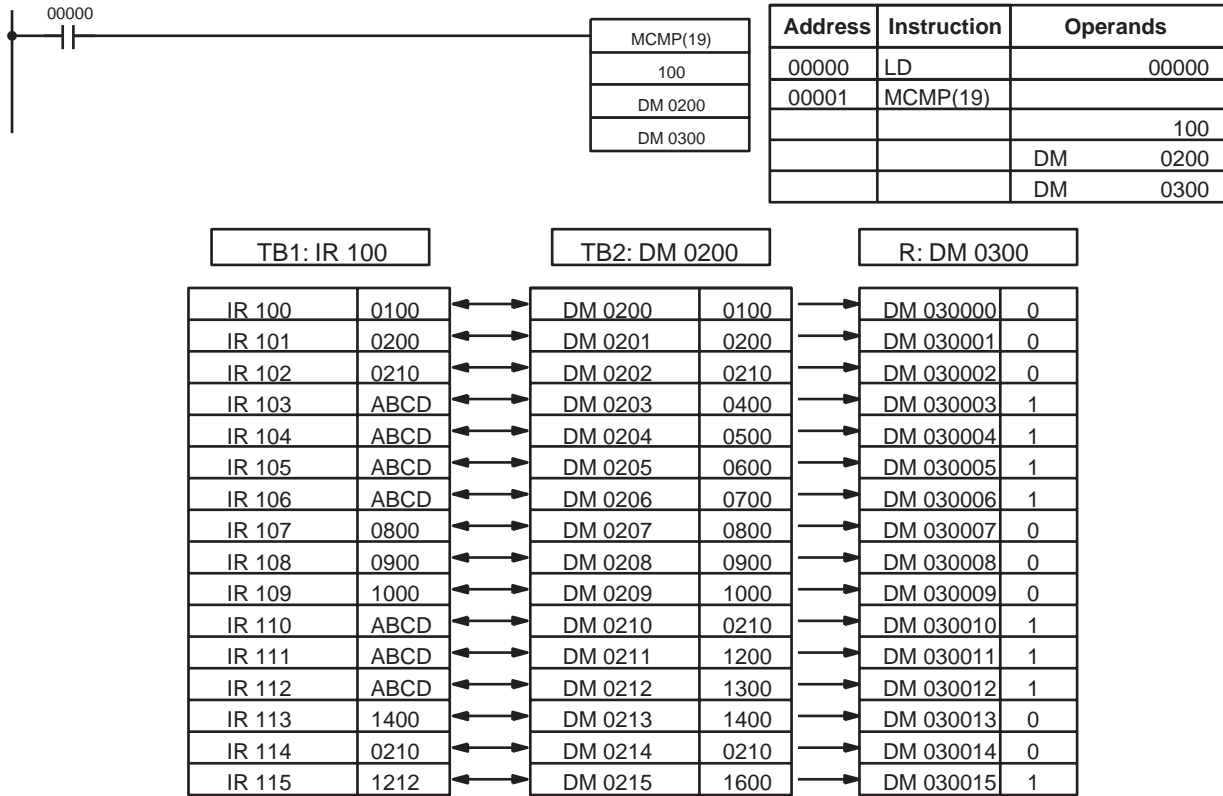 00000
MCMP(19)
100
DM 0200
DM 0300
Address Instruction Operands
00000 LD 00000
00001 MCMP(19)
100
DM 0200
DM 0300
TB1: IR 100 TB2: DM 0200 R: DM 0300
IR 100 0100 DM 0200 0100 DM 030000 0
IR 101 0200 DM 0201 0200 DM 030001 0
IR 102 0210 DM 0202 0210 DM 030002 0
IR 103 ABCD DM 0203 0400 DM 030003 1
IR 104 ABCD DM 0204 0500 DM 030004 1
IR 105 ABCD DM 0205 0600 DM 030005 1
IR 106 ABCD DM 0206 0700 DM 030006 1
IR 107 0800 DM 0207 0800 DM 030007 0
IR 108 0900 DM 0208 0900 DM 030008 0
IR 109 1000 DM 0209 1000 DM 030009 0
IR 110 ABCD DM 0210 0210 DM 030010 1
IR 111 ABCD DM 0211 1200 DM 030011 1
IR 112 ABCD DM 0212 1300 DM 030012 1
IR 113 1400 DM 0213 1400 DM 030013 0
IR 114 0210 DM 0214 0210 DM 030014 0
IR 115 1212 DM 0215 1600 DM 030015 1